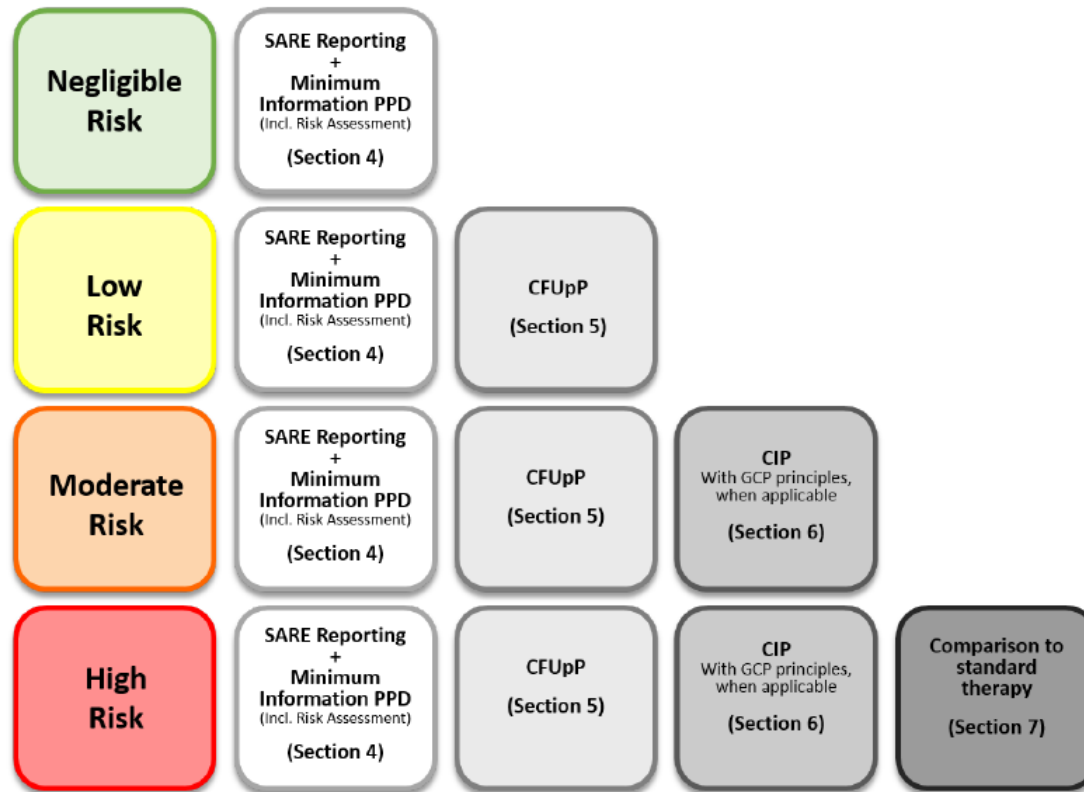 Negligible
Risk
SARE Reporting
+
Minimum
Information PPD
(Incl. Risk Assessment)
(Section 4)
Low
Risk
SARE Reporting
+
Minimum
Information PPD
(Incl. Risk Assessment)
(Section 4)
CFUpP
(Section 5)
Moderate
Risk
SARE Reporting
+
Minimum
Information PPD
(Incl. Risk Assessment)
(Section 4)
CFUpP
(Section 5)
CIP
With GCP principles,
when applicable
(Section 6)
High
Risk
SARE Reporting
+
Minimum
Information PPD
(Incl. Risk Assessment)
(Section 4)
CFUpP
(Section 5)
CIP
With GCP principles,
when applicable
(Section 6)
Comparison to
standard
therapy
(Section 7)